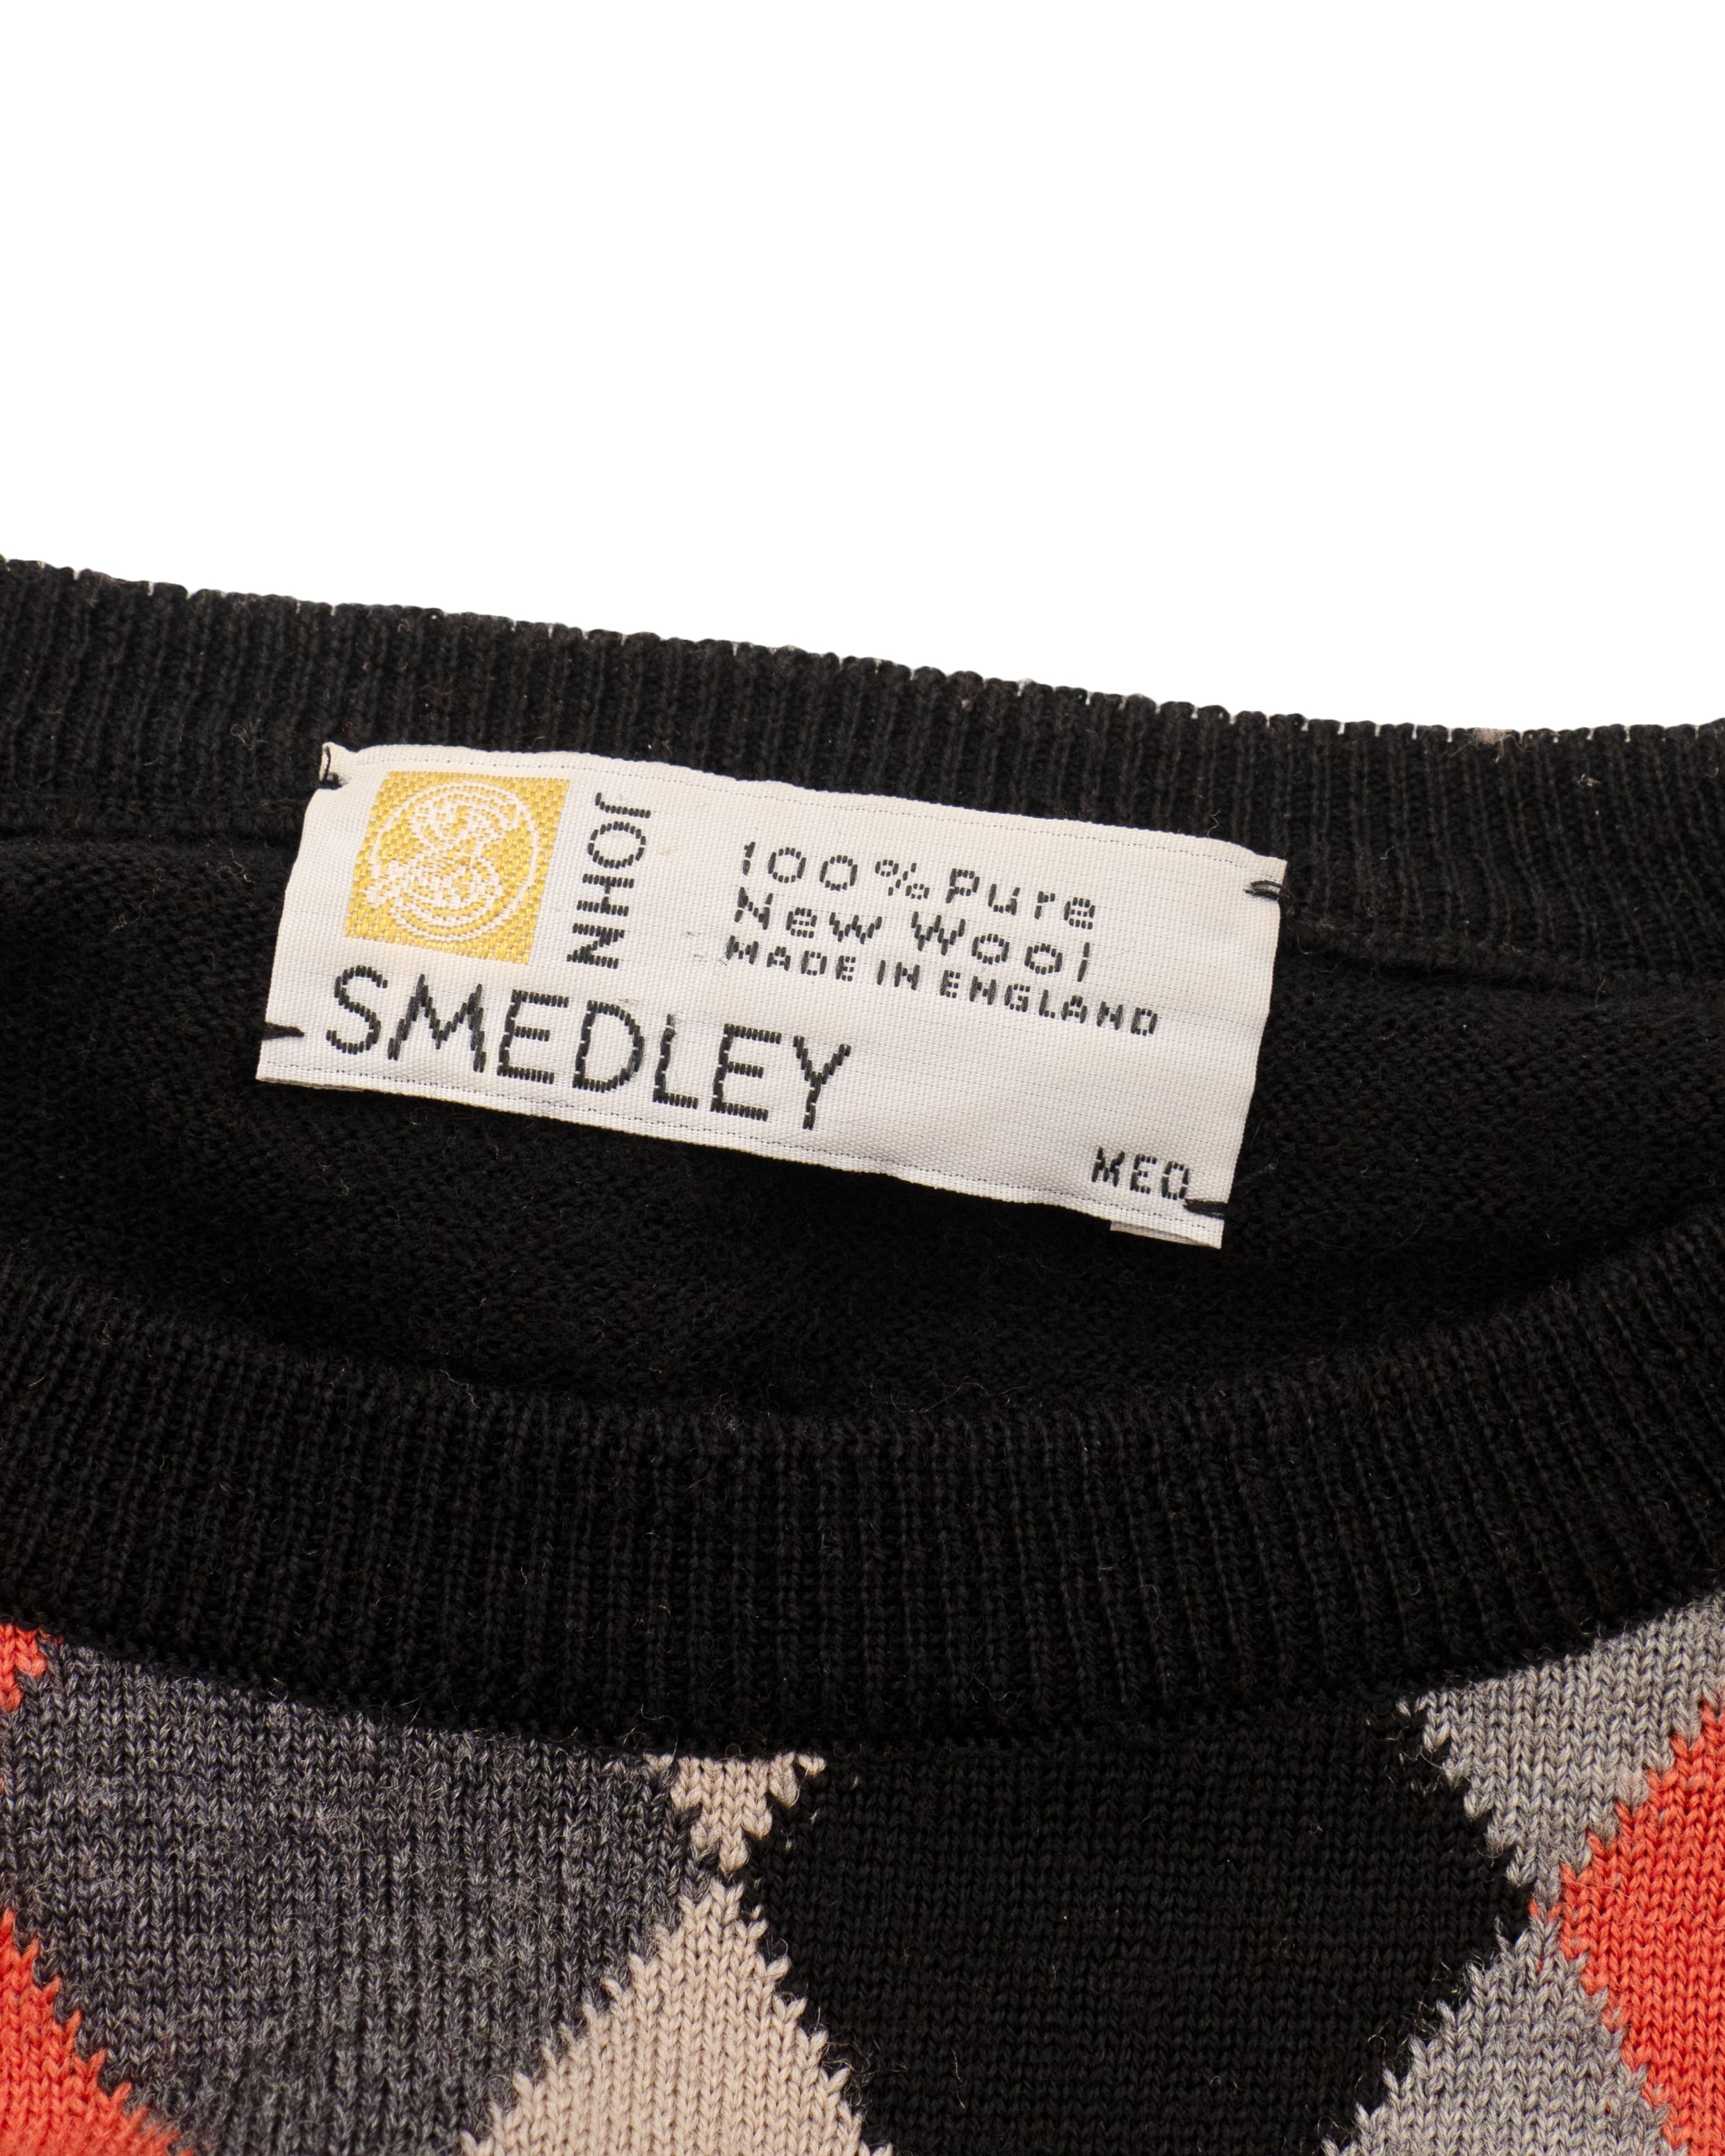 JOHN
SMEDLEY
100% Pure
New Wool
MADE IN ENGLAND
MED